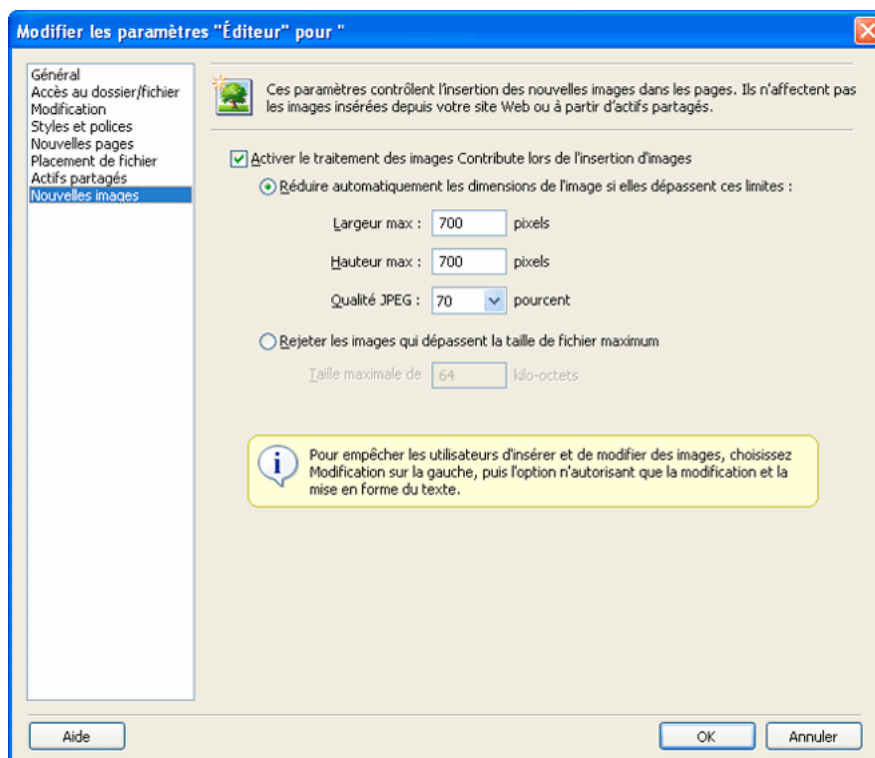 Modifier les paramètres "Éditeur" pour "
Général
Accès au dossier/fichier
Modification
Styles et polices
Nouvelles pages
Placement de fichier
Actifs partagés
Nouvelles images
Ces paramètres contrôlent l'insertion des nouvelles images dans les pages. Ils n'affectent pas
les images insérées depuis votre site Web ou à partir d'actifs partagés.
Activer le traitement des images Contribute lors de l'insertion d'images
Réduire automatiquement les dimensions de l'image si elles dépassent ces limites :
Largeur max : 700 pixels
Hauteur max : 700 pixels
Qualité JPEG : 70 pourcent
Rejeter les images qui dépassent la taille de fichier maximum
Taille maximale de 64 kilo-octets
Pour empêcher les utilisateurs d'insérer et de modifier des images, choisissez
Modification sur la gauche, puis l'option n'autorisant que la modification et la
mise en forme du texte.
Aide OK Annuler